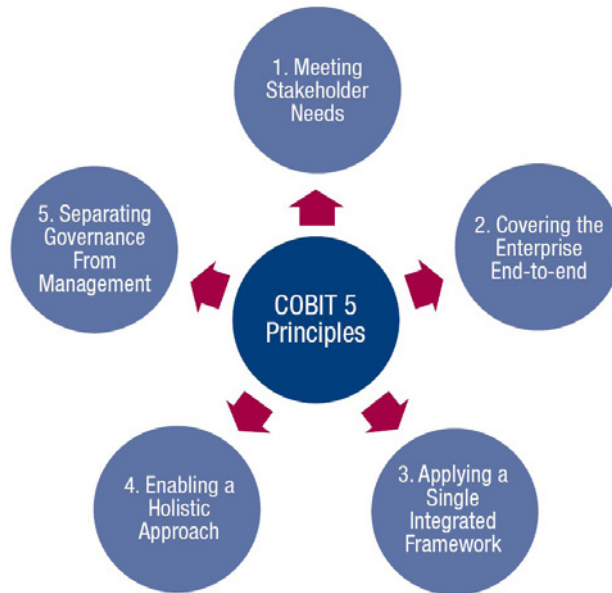 1. Meeting
Stakeholder
Needs
2. Covering the
Enterprise
End-to-end
3. Applying a
Single
Integrated
Framework
4. Enabling a
Holistic
Approach
5. Separating
Governance
From
Management
COBIT 5
Principles